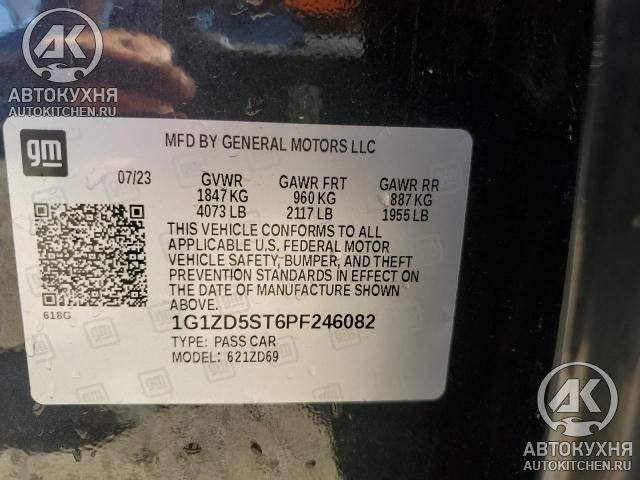 AK
АВТОКУХНЯ
AUTOKITCHEN.RU
gm
MFD BY GENERAL MOTORS LLC
07/23 GVWR GAWR FRT GAWR RR
1847 KG 960 KG 887 KG
4073 LB 2117 LB 1955 LB
THIS VEHICLE CONFORMS TO ALL
APPLICABLE U.S. FEDERAL MOTOR
VEHICLE SAFETY, BUMPER, AND THEFT
PREVENTION STANDARDS IN EFFECT ON
THE DATE OF MANUFACTURE SHOWN
ABOVE.
618G
1G1ZD5ST6PF246082
TYPE: PASS CAR
MODEL: 621ZD69
AK
АВТОКУХНЯ
AUTOKITCHEN.RU